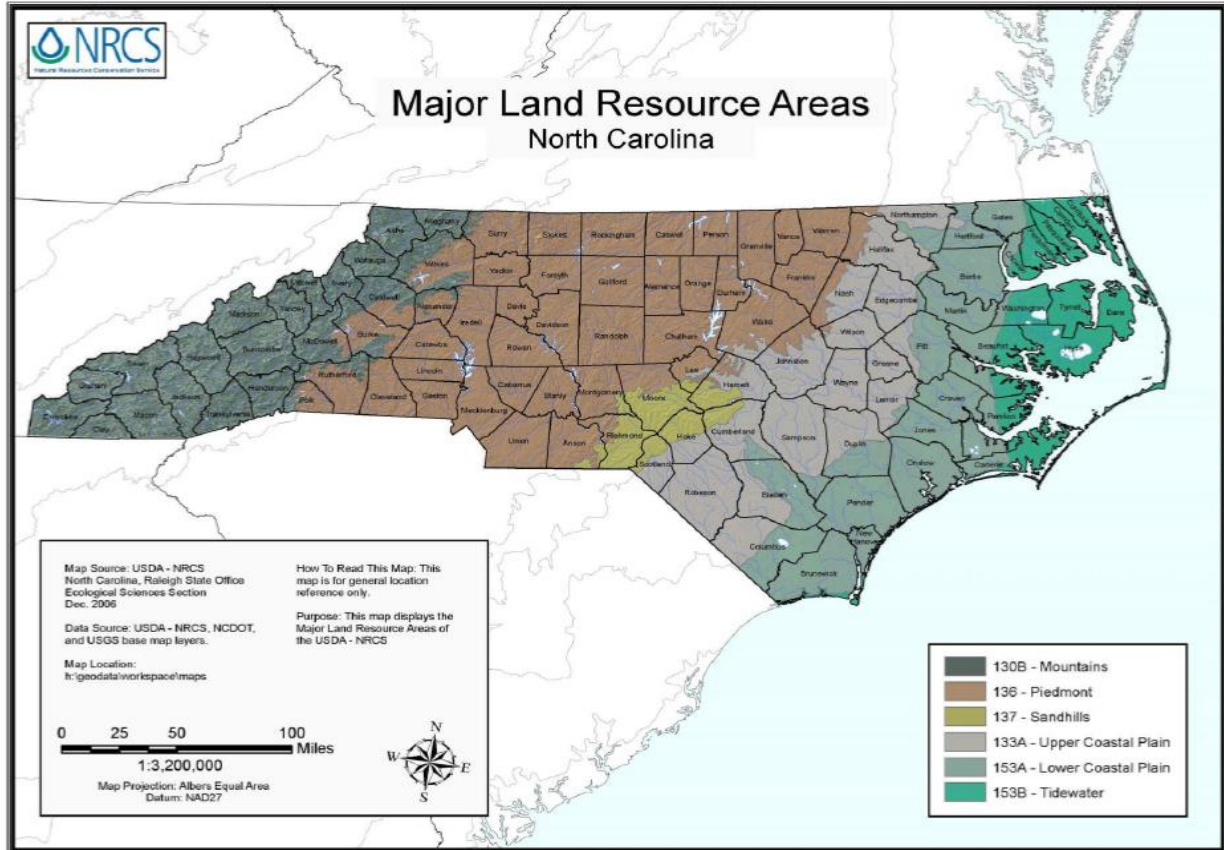 NRCS
Natural Resources Conservation Service
Major Land Resource Areas
North Carolina
Ashe
Alleghany
Surry
Stokes
Rockingham
Caswell
Person
Granville
Vance
Warren
Northampton
Gates
Hertford
Halifax
Watauga
Wilkes
Yadkin
Forsyth
Guilford
Alamance
Orange
Durham
Franklin
Nash
Edgecombe
Bertie
Martin
Washington
Tyrrell
Dare
Avery
Caldwell
Alexander
Iredell
Davie
Davidson
Randolph
Chatham
Wake
Wilson
Pitt
Beaufort
Madison
Yancey
Burke
McDowell
Catawba
Rowan
Johnston
Greene
Buncombe
Rutherford
Lincoln
Cabarrus
Stanly
Montgomery
Moore
Lee
Harnett
Wayne
Lenoir
Craven
Pamlico
Graham
Cherokee
Clay
Macon
Jackson
Transylvania
Henderson
Polk
Cleveland
Gaston
Mecklenburg
Union
Anson
Richmond
Hoke
Scotland
Cumberland
Sampson
Duplin
Jones
Onslow
Carteret
Robeson
Bladen
Pender
New
Hanover
Columbus
Brunswick
Map Source: USDA - NRCS
North Carolina, Raleigh State Office
Ecological Sciences Section
Dec. 2006
Data Source: USDA - NRCS, NCDOT,
and USGS base map layers.
Map Location:
h:\geodata\workspace\maps
How To Read This Map: This
map is for general location
reference only.
Purpose: This map displays the
Major Land Resource Areas of
the USDA - NRCS
0 25 50 100
Miles
1:3,200,000
Map Projection: Albers Equal Area
Datum: NAD27
N
W
E
S
130B - Mountains
136 - Piedmont
137 - Sandhills
133A - Upper Coastal Plain
153A - Lower Coastal Plain
153B - Tidewater